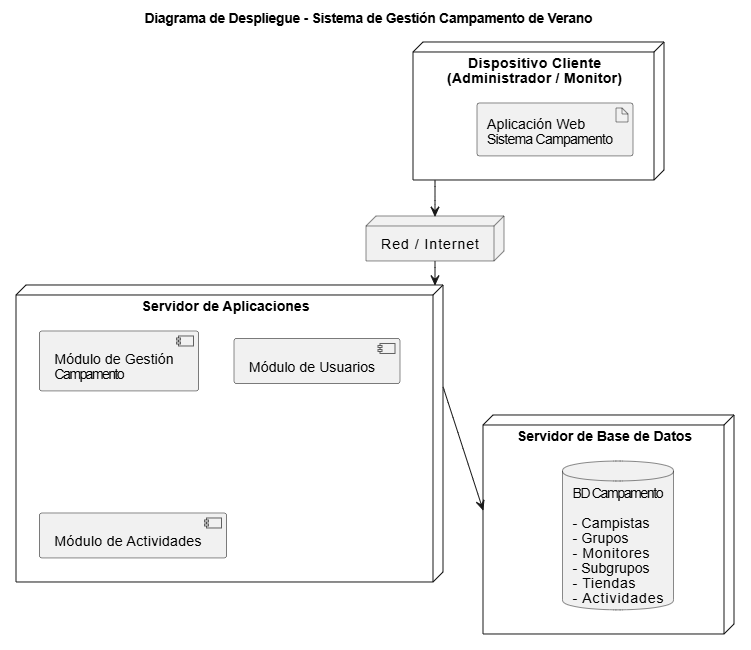 Diagrama de Despliegue - Sistema de Gestión Campamento de Verano
Dispositivo Cliente
(Administrador / Monitor)
Aplicación Web
Sistema Campamento
Red / Internet
Servidor de Aplicaciones
Módulo de Gestión
Campamento
Módulo de Usuarios
Módulo de Actividades
Servidor de Base de Datos
BD Campamento
- Campistas
- Grupos
- Monitores
- Subgrupos
- Tiendas
- Actividades